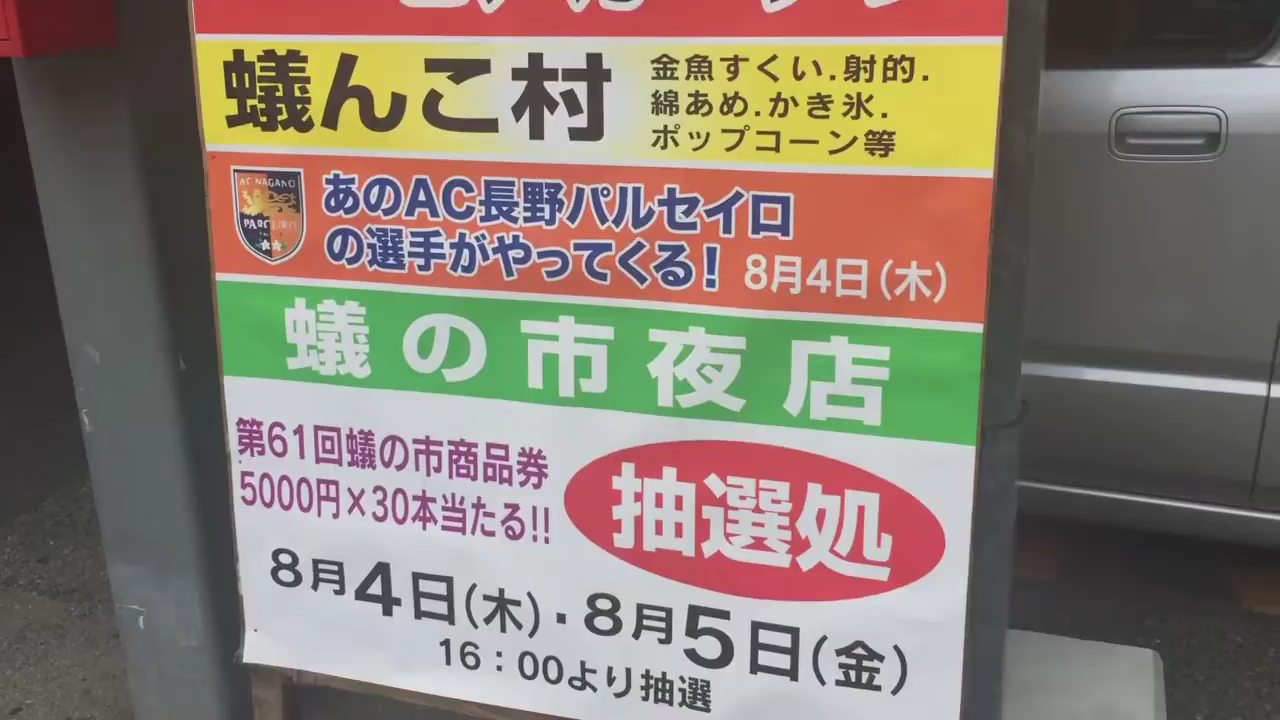 蟻んこ村
金魚すくい.射的.
綿あめ.かき氷.
ポップコーン等
AC NAGANO
PARCEIRO
あのAC長野パルセイロ
の選手がやってくる!
8月4日(木)
蟻の市夜店
第61回蟻の市商品券
5000円×30本当たる!!
抽選処
8月4日(木)・8月5日(金)
16:00より抽選